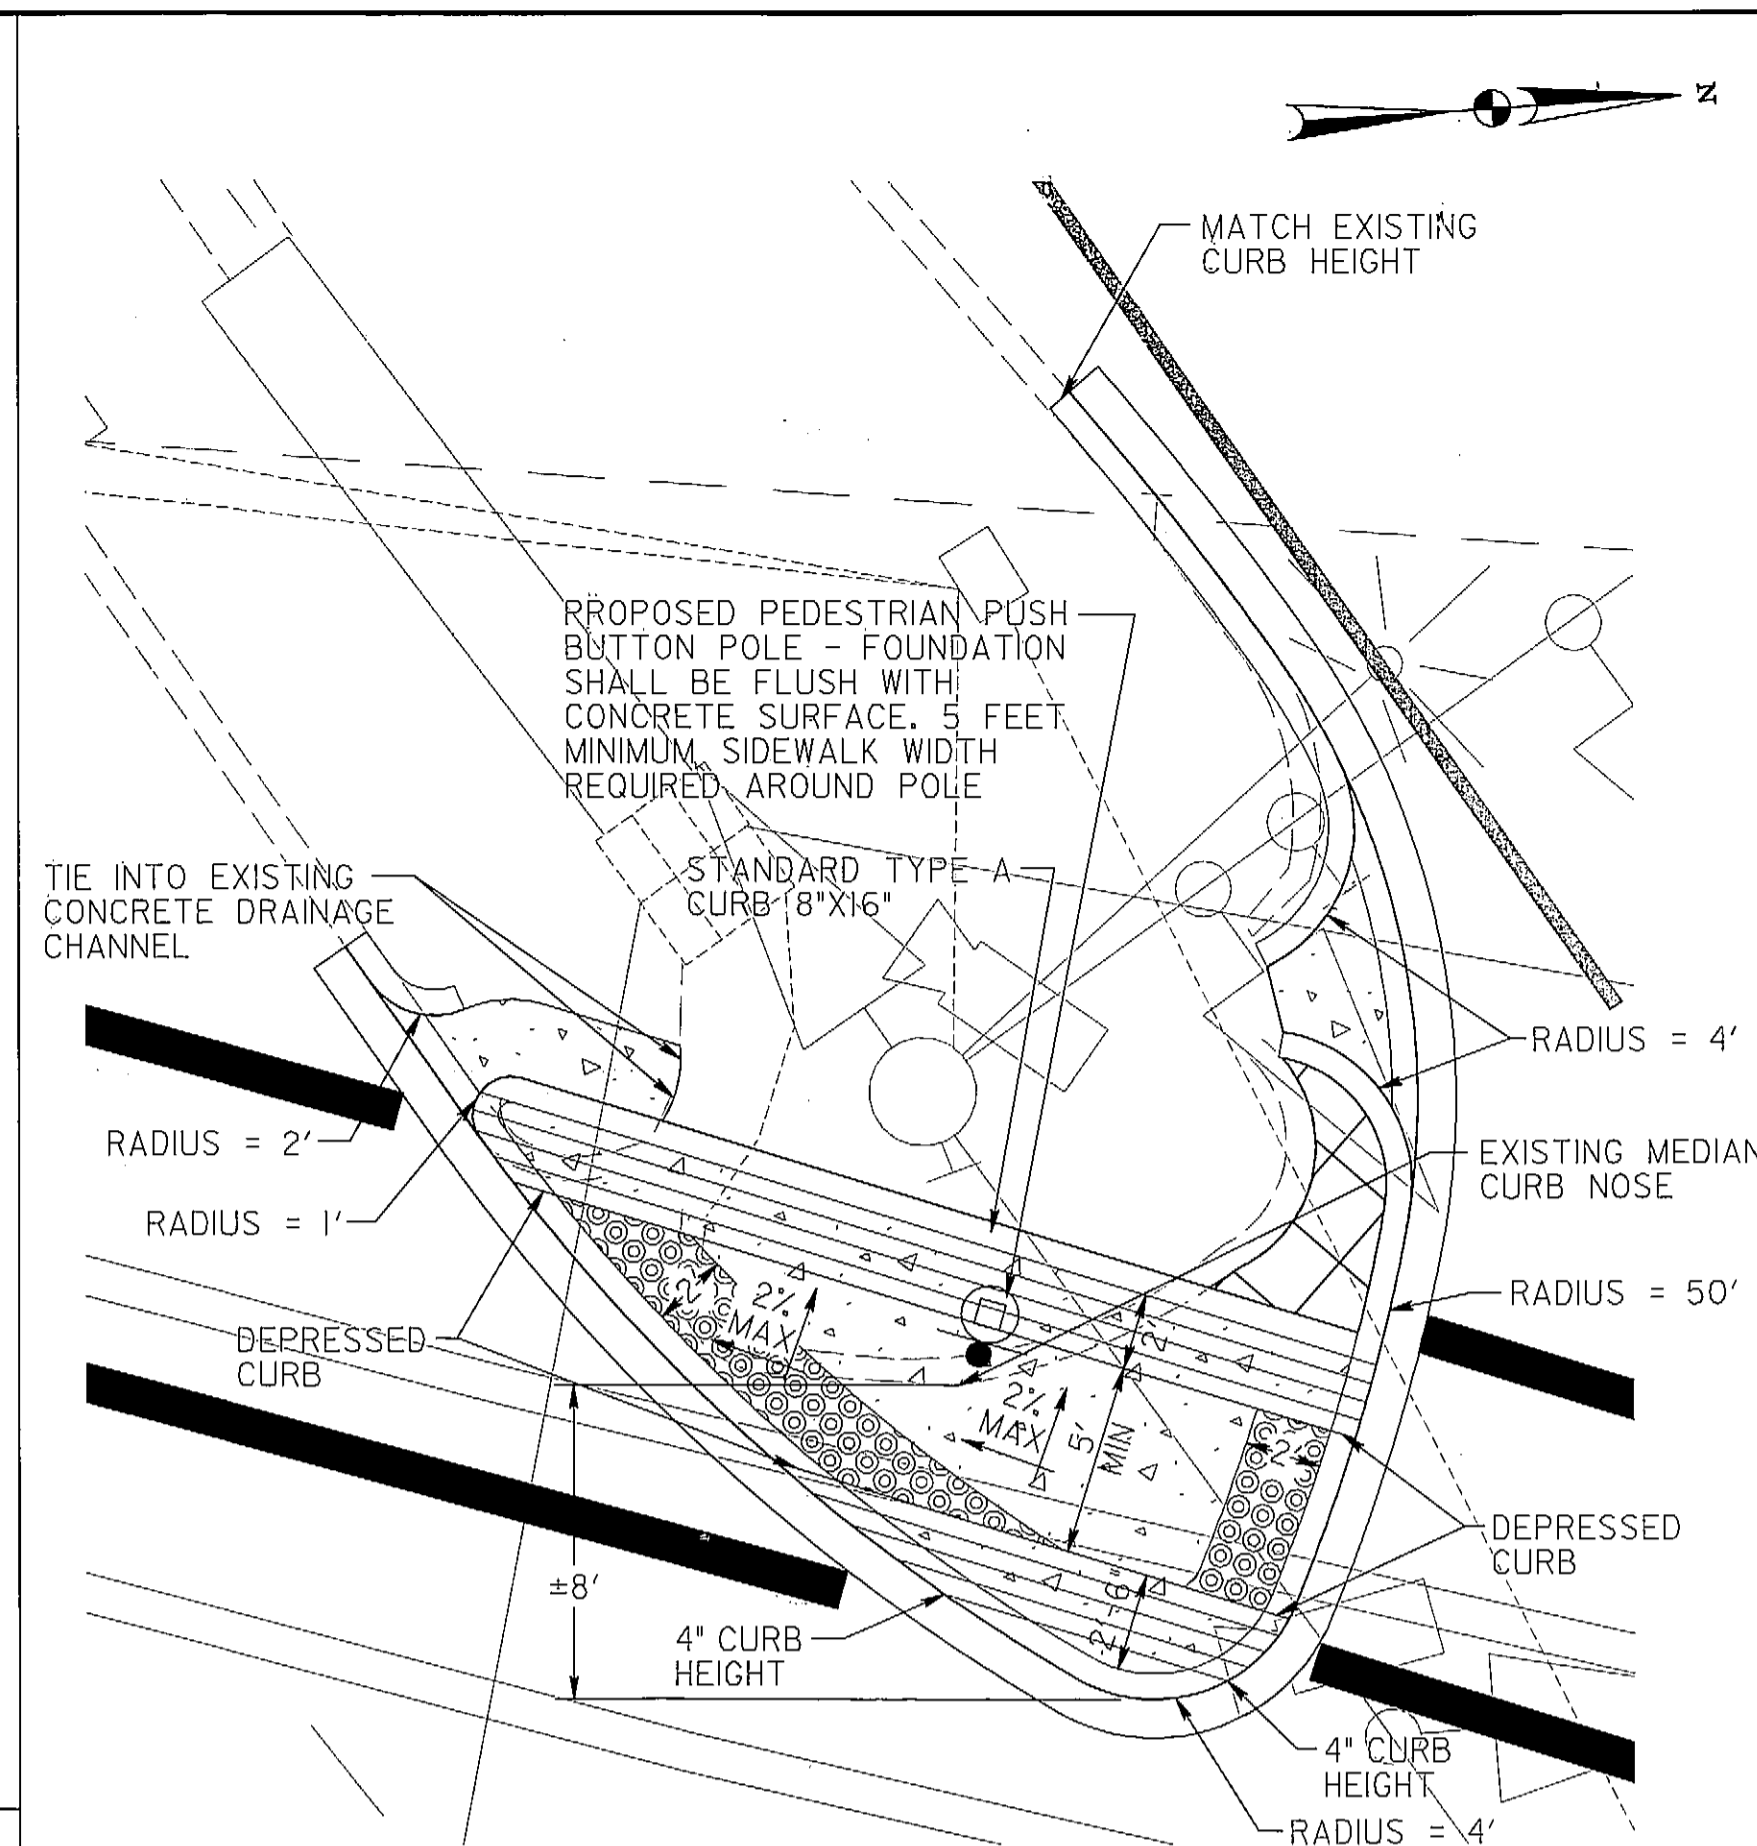 N
MATCH EXISTING
CURB HEIGHT
PROPOSED PEDESTRIAN PUSH
BUTTON POLE - FOUNDATION
SHALL BE FLUSH WITH
CONCRETE SURFACE. 5 FEET
MINIMUM SIDEWALK WIDTH
REQUIRED AROUND POLE
STANDARD TYPE A
CURB 8"X16"
TIE INTO EXISTING
CONCRETE DRAINAGE
CHANNEL
RADIUS = 4'
RADIUS = 2'
EXISTING MEDIAN
CURB NOSE
RADIUS = 1'
RADIUS = 50'
2'
2%
MAX
DEPRESSED
CURB
2'
2%
MAX
5'
MIN
2'
DEPRESSED
CURB
±8'
2'-6"
4" CURB
HEIGHT
4" CURB
HEIGHT
RADIUS = 4'